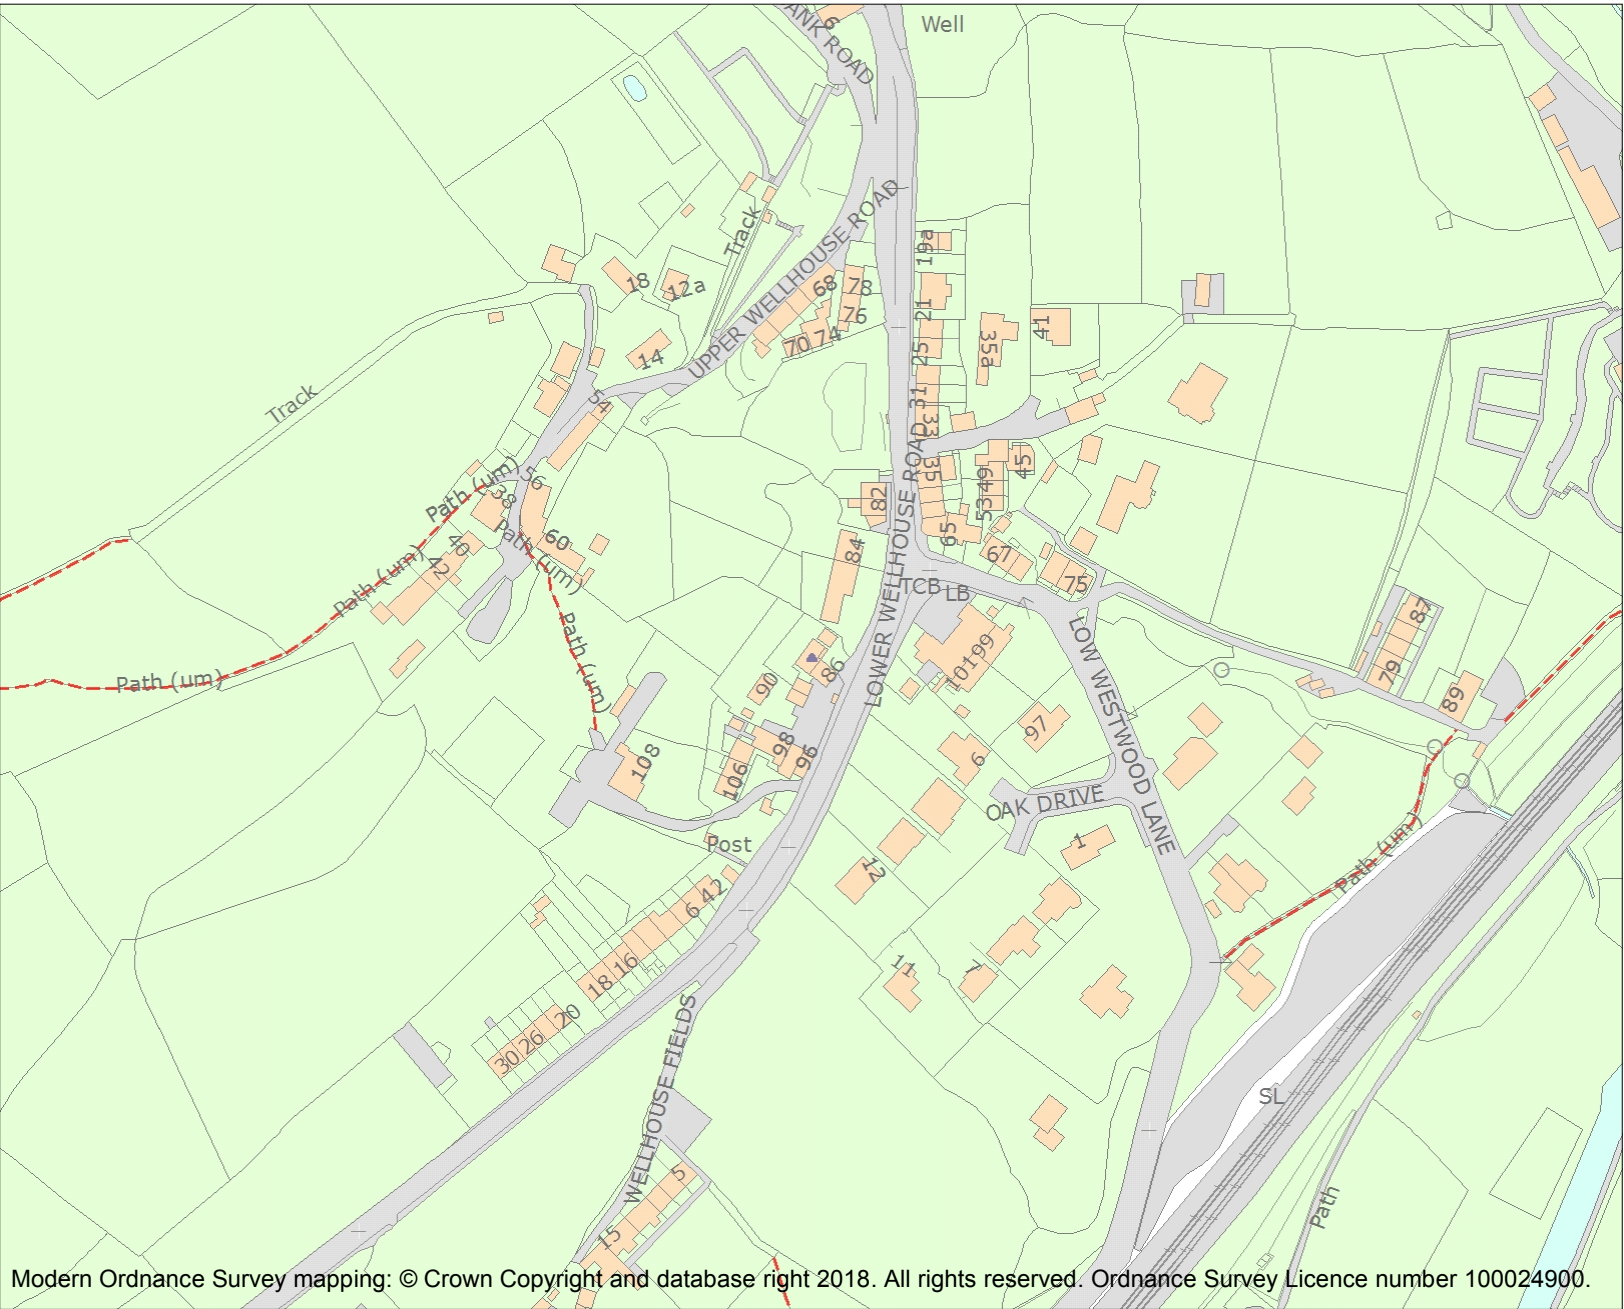 ANK ROAD
6
Well
UPPER WELLHOUSE ROAD
Track
19a
18
12a
68
78
76
21
70 74
25
35a
41
14
Track
54
31
33
LOWER WELLHOUSE ROAD
35
45
49
53
56
38
Path (um)
82
65
60
Path (um)
40
42
Path (um)
84
67
75
TCB
LB
87
LOW WESTWOOD LANE
Path (um)
99
101
86
90
79
89
Path (um)
97
98
96
6
108
106
OAK DRIVE
1
Post
12
Path (um)
2
4
6
11
7
16
18
20
26
30
WELLHOUSE FIELDS
SL
5
15
Path
Modern Ordnance Survey mapping: © Crown Copyright and database right 2018. All rights reserved. Ordnance Survey Licence number 100024900.